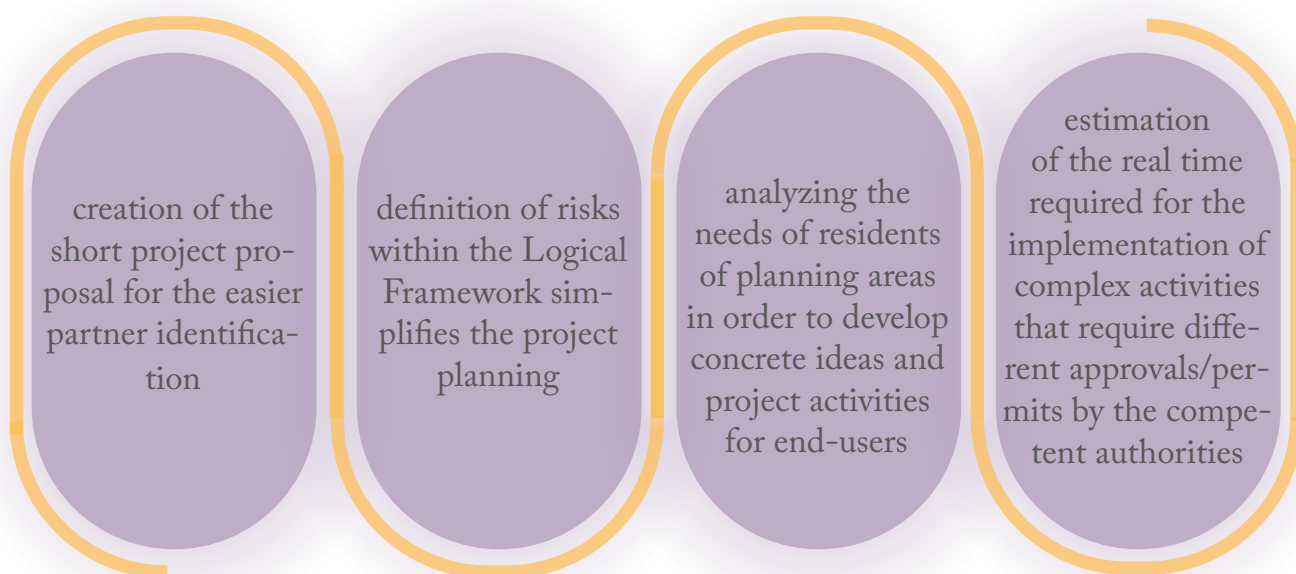 creation of the
short project pro-
posal for the easier
partner identifica-
tion
definition of risks
within the Logical
Framework sim-
plifies the project
planning
analyzing the
needs of residents
of planning areas
in order to develop
concrete ideas and
project activities
for end-users
estimation
of the real time
required for the
implementation of
complex activities
that require diffe-
rent approvals/per-
mits by the compe-
tent authorities